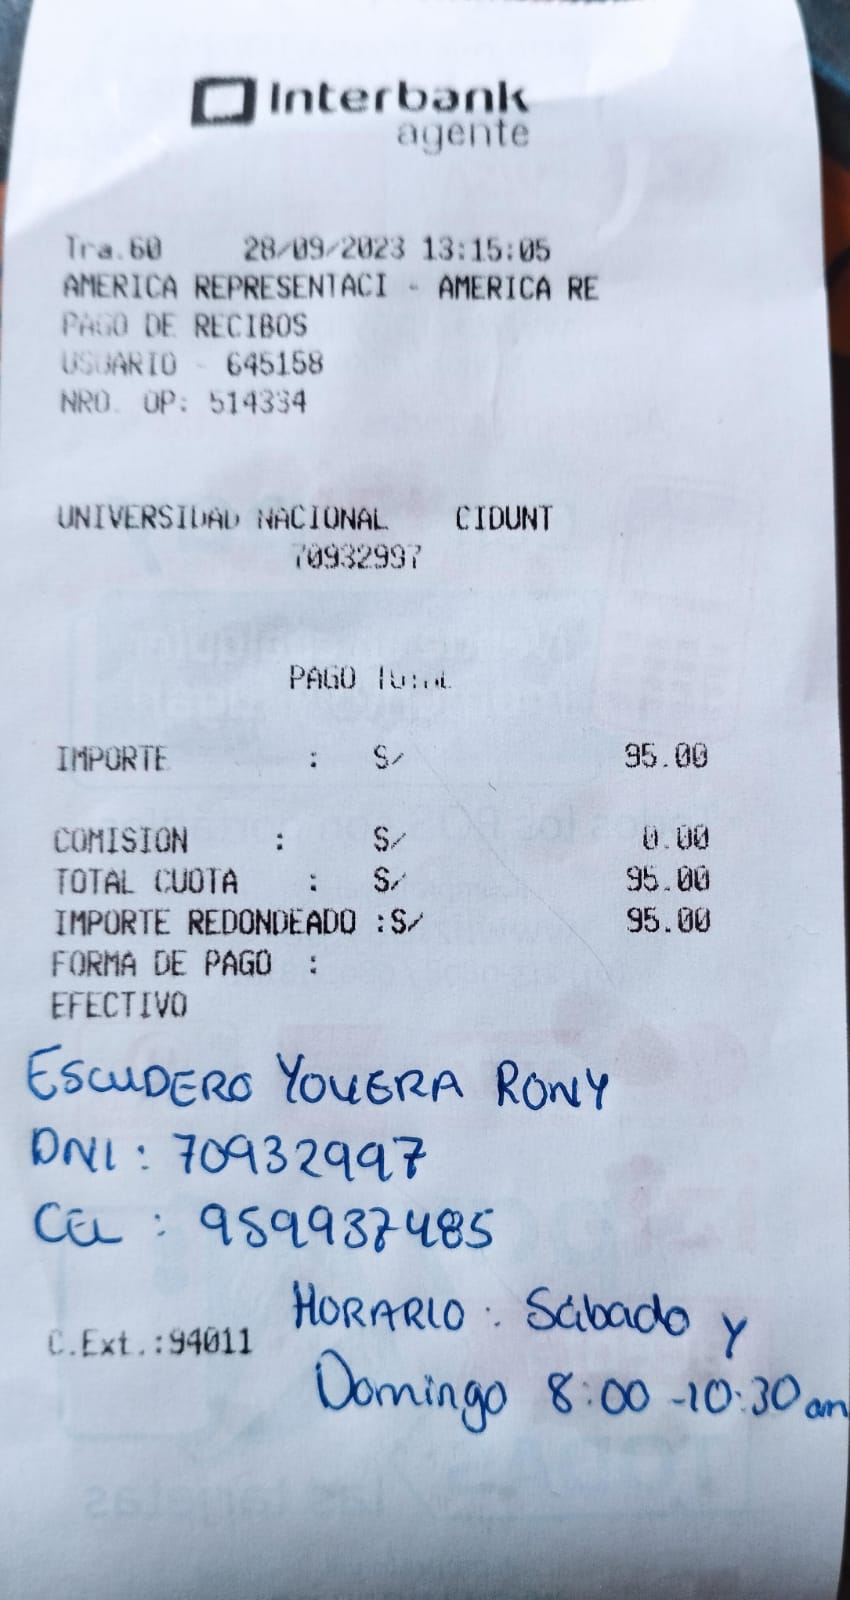 Interbank
agente
Tra.60 28/09/2023 13:15:05
AMERICA REPRESENTACI - AMERICA RE
PAGO DE RECIBOS
USUARIO - 645158
NRO. OP: 514334
UNIVERSIDAD NACIONAL CIDUNT
70932997
PAGO
IMPORTE : S/ 95.00
COMISION : S/ 0.00
TOTAL CUOTA : S/ 95.00
IMPORTE REDONDEADO :S/ 95.00
FORMA DE PAGO :
EFECTIVO
ESCUDERO YOVERA RONY
DNI : 70932997
CEL : 959937485
HORARIO : Sábado y
C.Ext.:94011
Domingo 8:00 -10:30 am